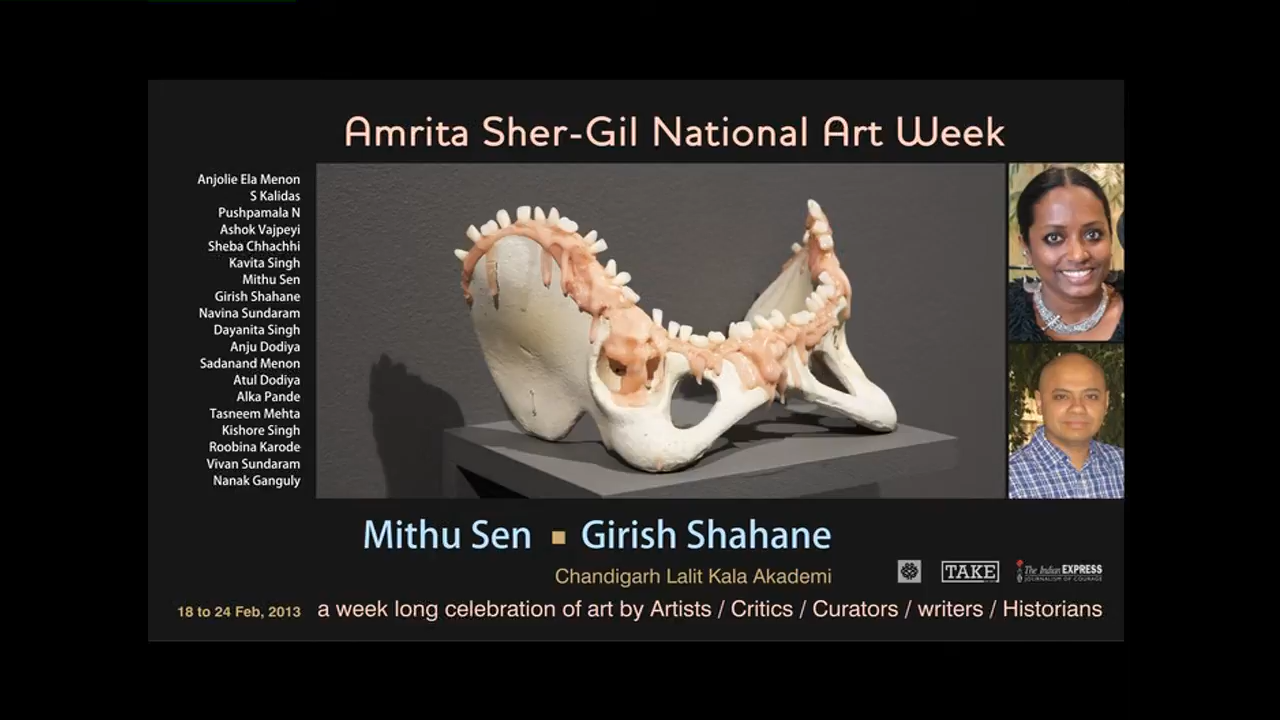 Amrita Sher-Gil National Art Week
Anjolie Ela Menon
S Kalidas
Pushpamala N
Ashok Vajpeyi
Sheba Chhachhi
Kavita Singh
Mithu Sen
Girish Shahane
Navina Sundaram
Dayanita Singh
Anju Dodiya
Sadanand Menon
Atul Dodiya
Alka Pande
Tasneem Mehta
Kishore Singh
Roobina Karode
Vivan Sundaram
Nanak Ganguly
Mithu Sen ▪ Girish Shahane
Chandigarh Lalit Kala Akademi
TAKE
The Indian EXPRESS
JOURNALISM OF COURAGE
18 to 24 Feb, 2013 a week long celebration of art by Artists / Critics / Curators / writers / Historians